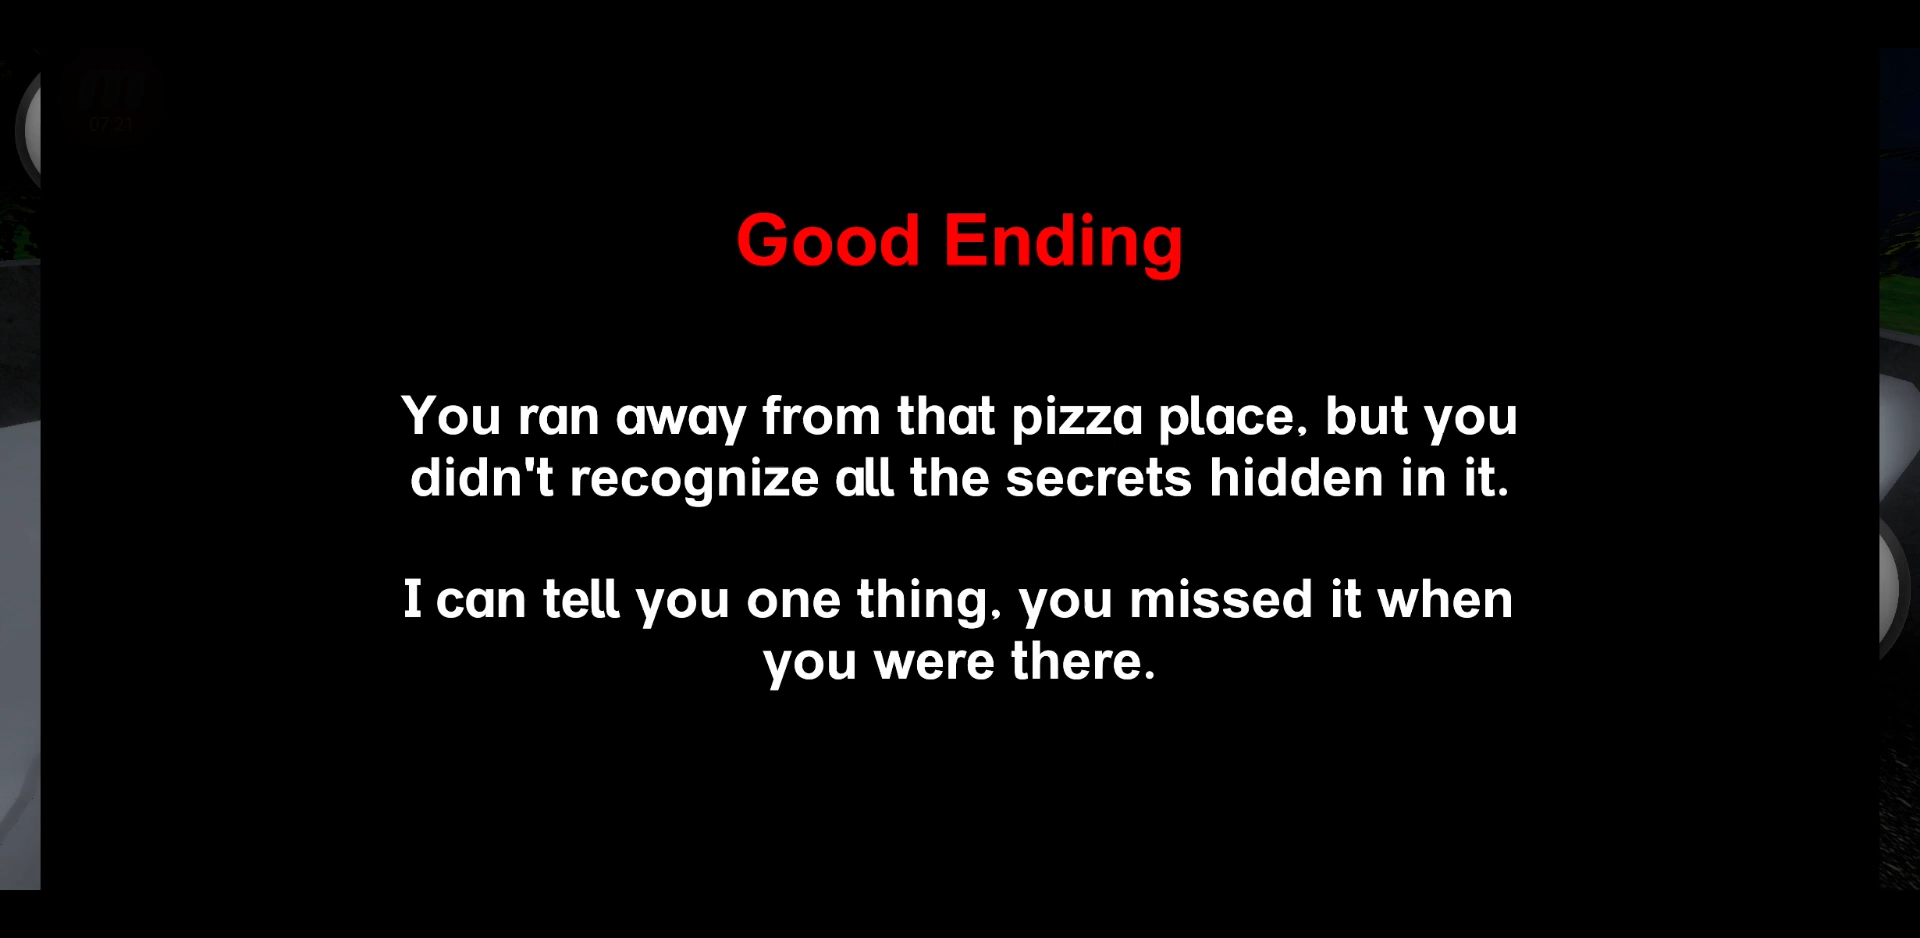 Good Ending
You ran away from that pizza place, but you
didn't recognize all the secrets hidden in it.
I can tell you one thing, you missed it when
you were there.